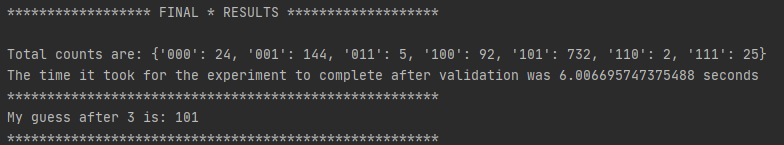 ****************** FINAL * RESULTS *******************
Total counts are: {'000': 24, '001': 144, '011': 5, '100': 92, '101': 732, '110': 2, '111': 25}
The time it took for the experiment to complete after validation was 6.006695747375488 seconds
******************************************************
My guess after 3 is: 101
******************************************************